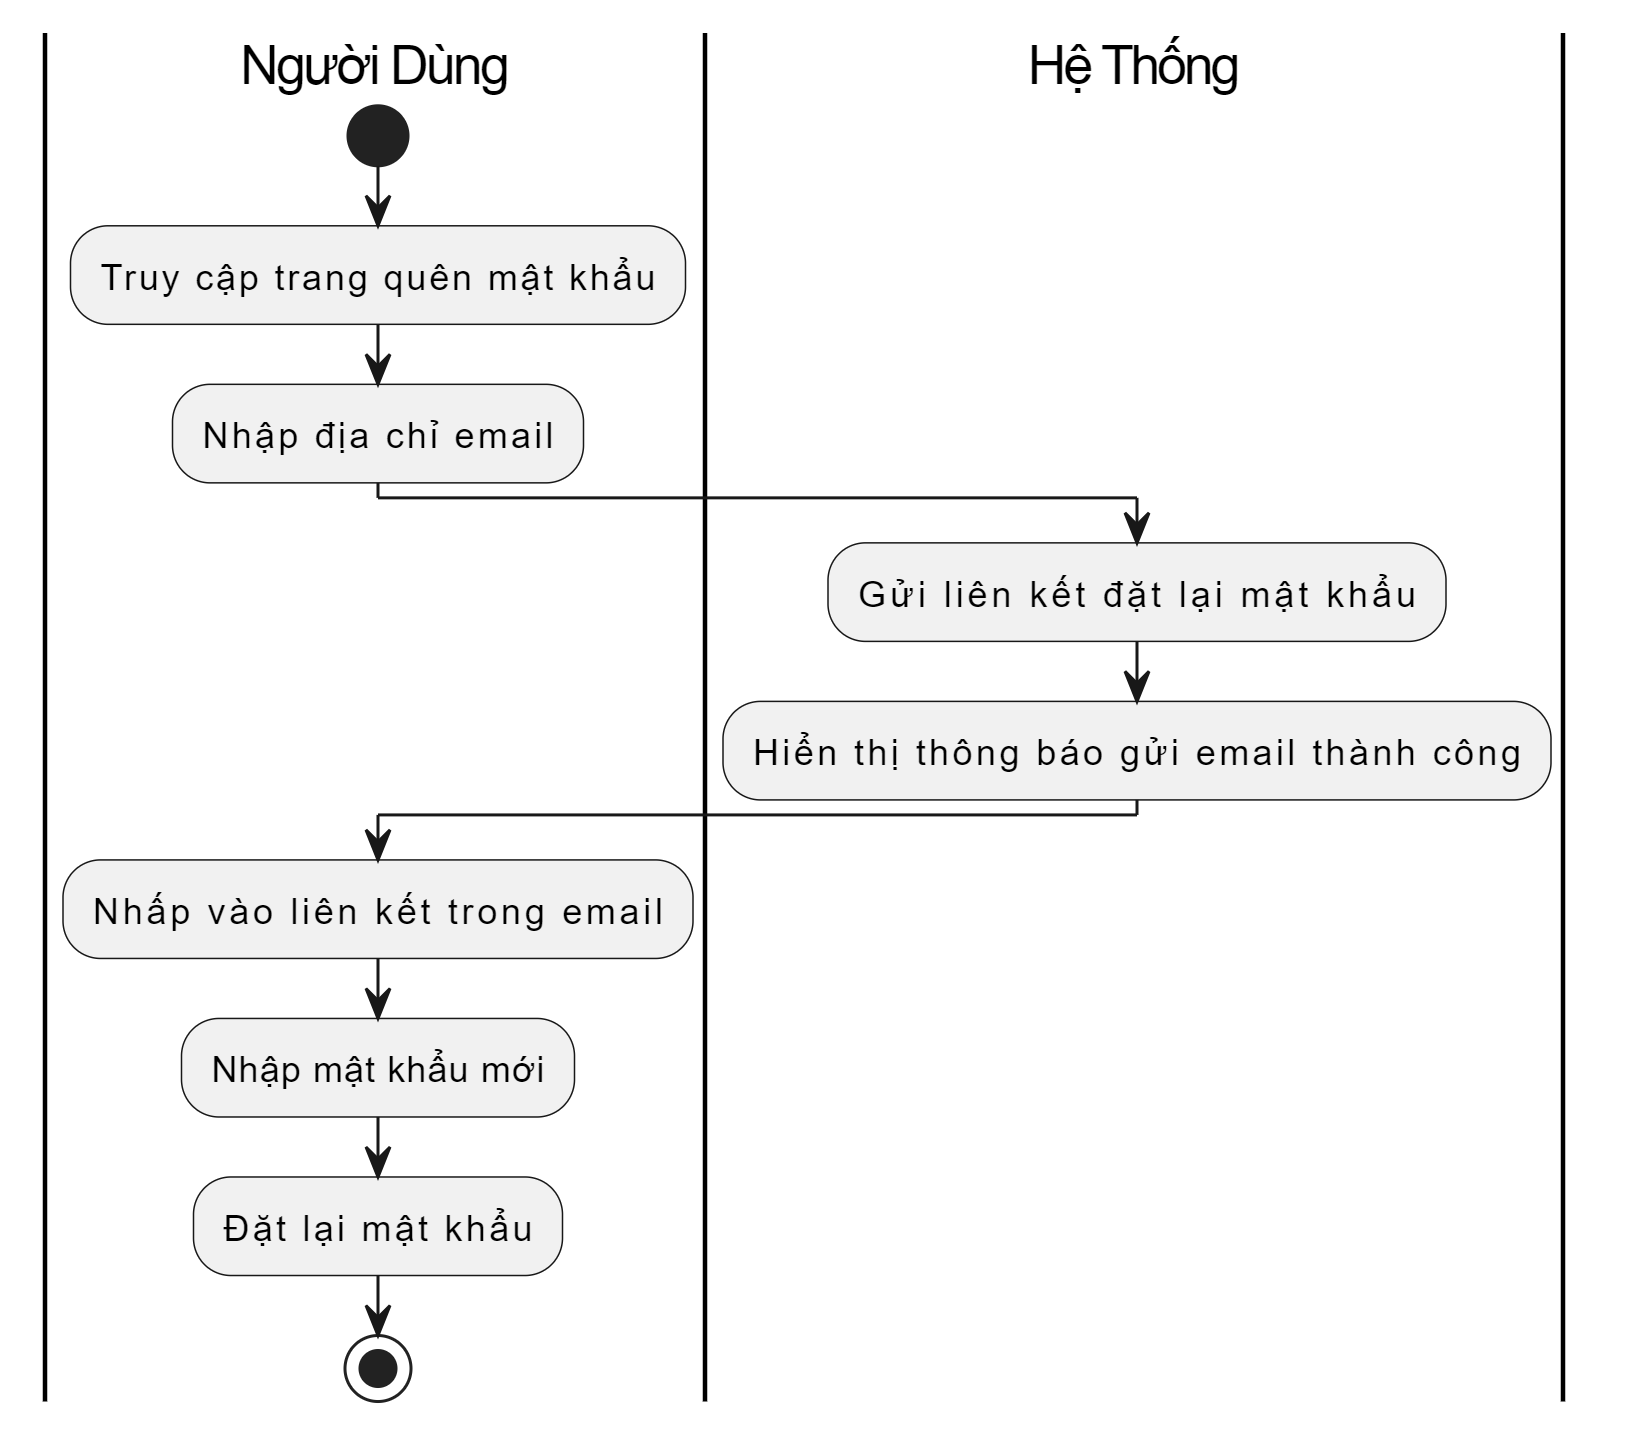 Người Dùng
Hệ Thống
Truy cập trang quên mật khẩu
Nhập địa chỉ email
Gửi liên kết đặt lại mật khẩu
Hiển thị thông báo gửi email thành công
Nhấp vào liên kết trong email
Nhập mật khẩu mới
Đặt lại mật khẩu